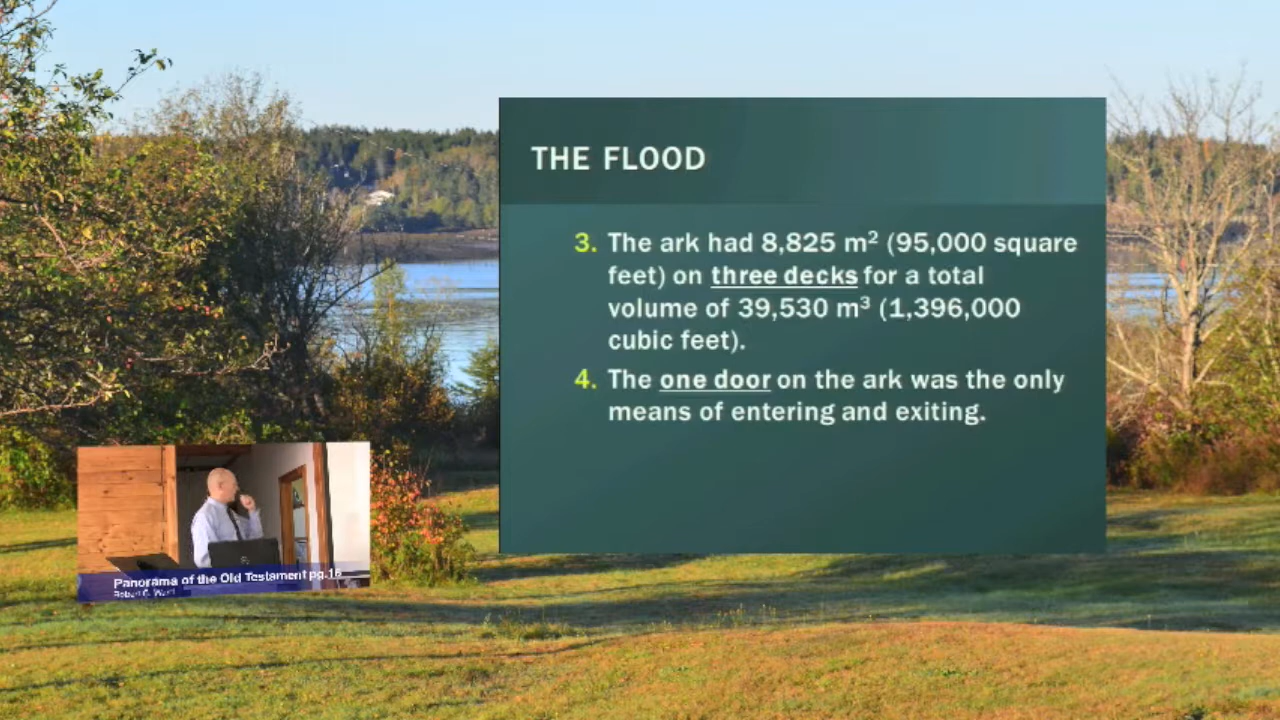 THE FLOOD
3. The ark had 8,825 m² (95,000 square
feet) on three decks for a total
volume of 39,530 m³ (1,396,000
cubic feet).
4. The one door on the ark was the only
means of entering and exiting.
Panorama of the Old Testament pg.16